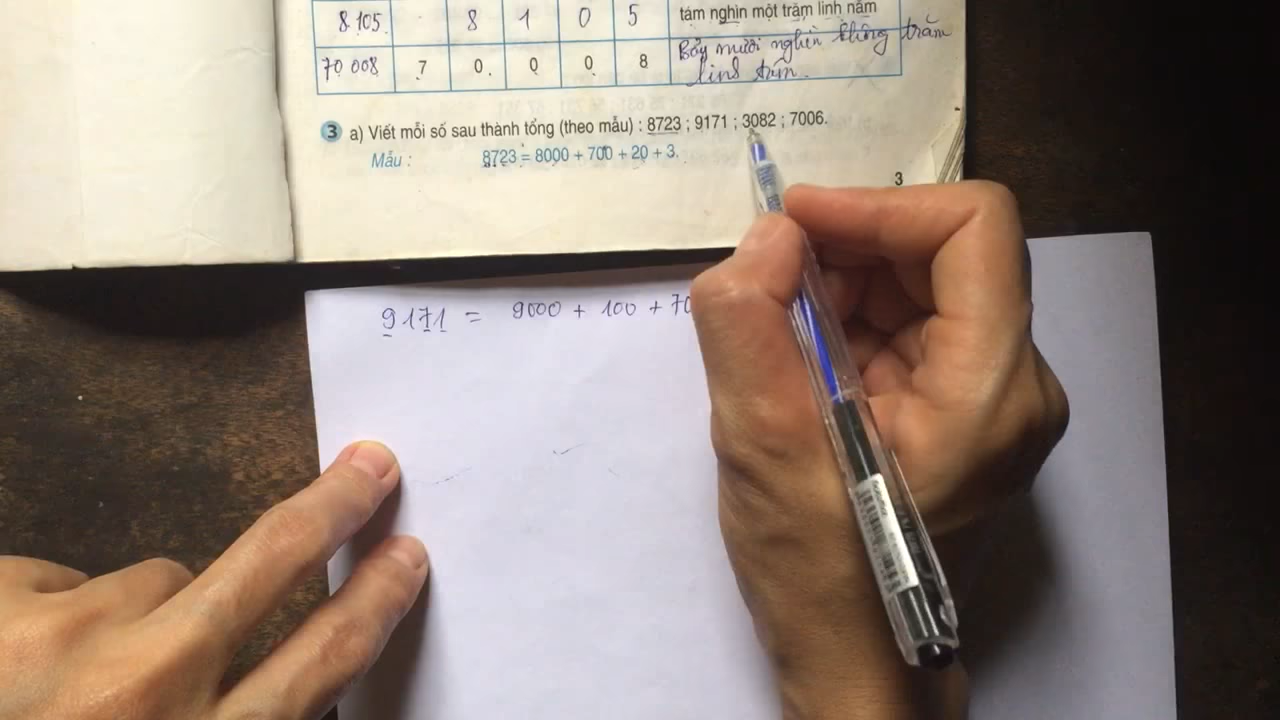 8 105 8 1 0 5 tám nghìn một trăm linh năm
70 008 7 0 0 0 8 Bảy mươi nghìn không trăm
linh tám.
3 a) Viết mỗi số sau thành tổng (theo mẫu) : 8723 ; 9171 ; 3082 ; 7006.
Mẫu : 8723 = 8000 + 700 + 20 + 3.
3
9171 = 9000 + 100 + 70